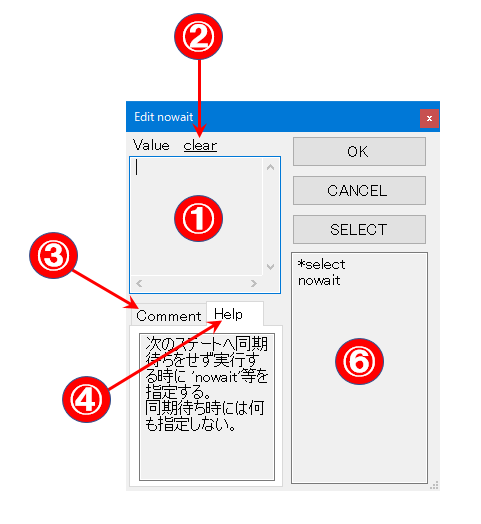 ②
Edit nowait
x
Value clear
OK
①
CANCEL
SELECT
③
*select
nowait
Comment Help
次のステートへ同期
待ちをせず実行す
る時に 'nowait'等を
指定する。
同期待ち時には何
も指定しない。
④
⑥